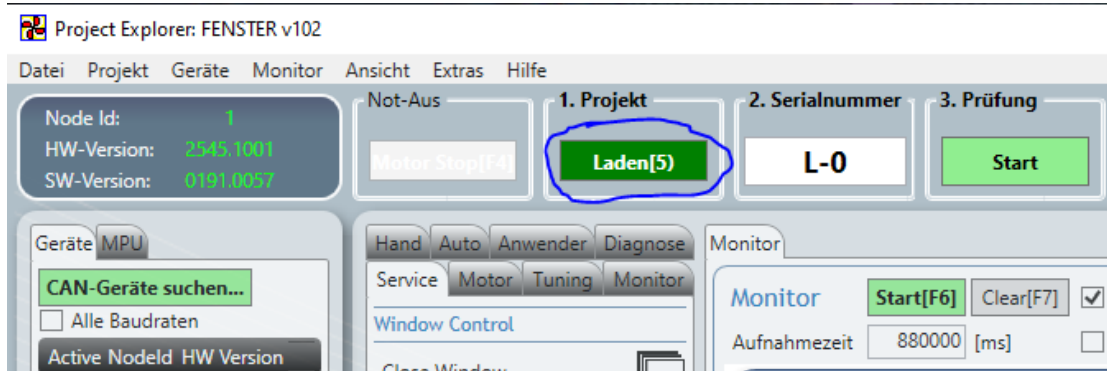 Project Explorer: FENSTER v102
Datei Projekt Geräte Monitor Ansicht Extras Hilfe
Not-Aus 1. Projekt 2. Serialnummer 3. Prüfung
Node Id: 1
HW-Version: 2545.1001
SW-Version: 0191.0057
Motor Stop[F4] Laden[5) L-0 Start
Geräte MPU
CAN-Geräte suchen...
Alle Baudraten
Active NodeId HW Version
Hand Auto Anwender Diagnose
Service Motor Tuning Monitor
Window Control
Close Window
Monitor
Monitor Start[F6] Clear[F7]
Aufnahmezeit 880000 [ms]